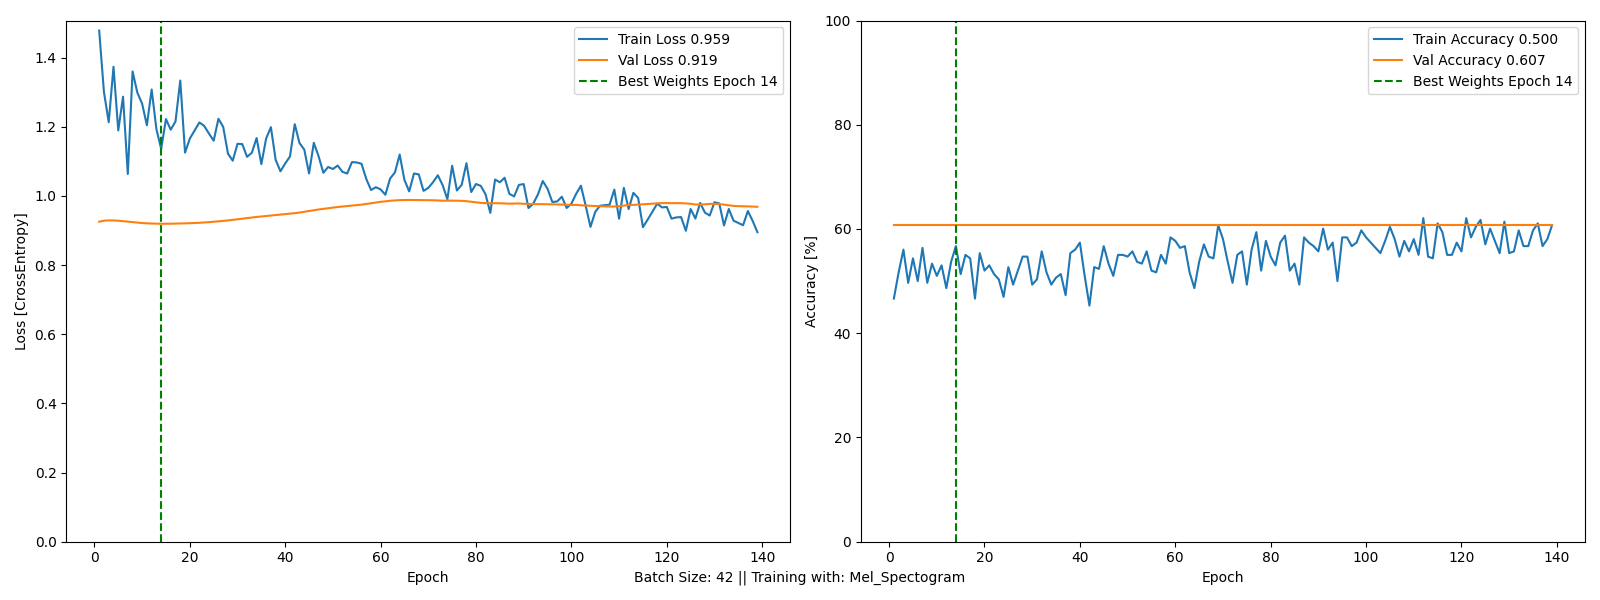 Loss [CrossEntropy]
1.4
1.2
1.0
0.8
0.6
0.4
0.2
0.0
0 20 40 60 80 100 120 140
Epoch
Train Loss 0.959
Val Loss 0.919
Best Weights Epoch 14
Accuracy [%]
100
80
60
40
20
0
0 20 40 60 80 100 120 140
Epoch
Train Accuracy 0.500
Val Accuracy 0.607
Best Weights Epoch 14
Batch Size: 42 || Training with: Mel_Spectogram